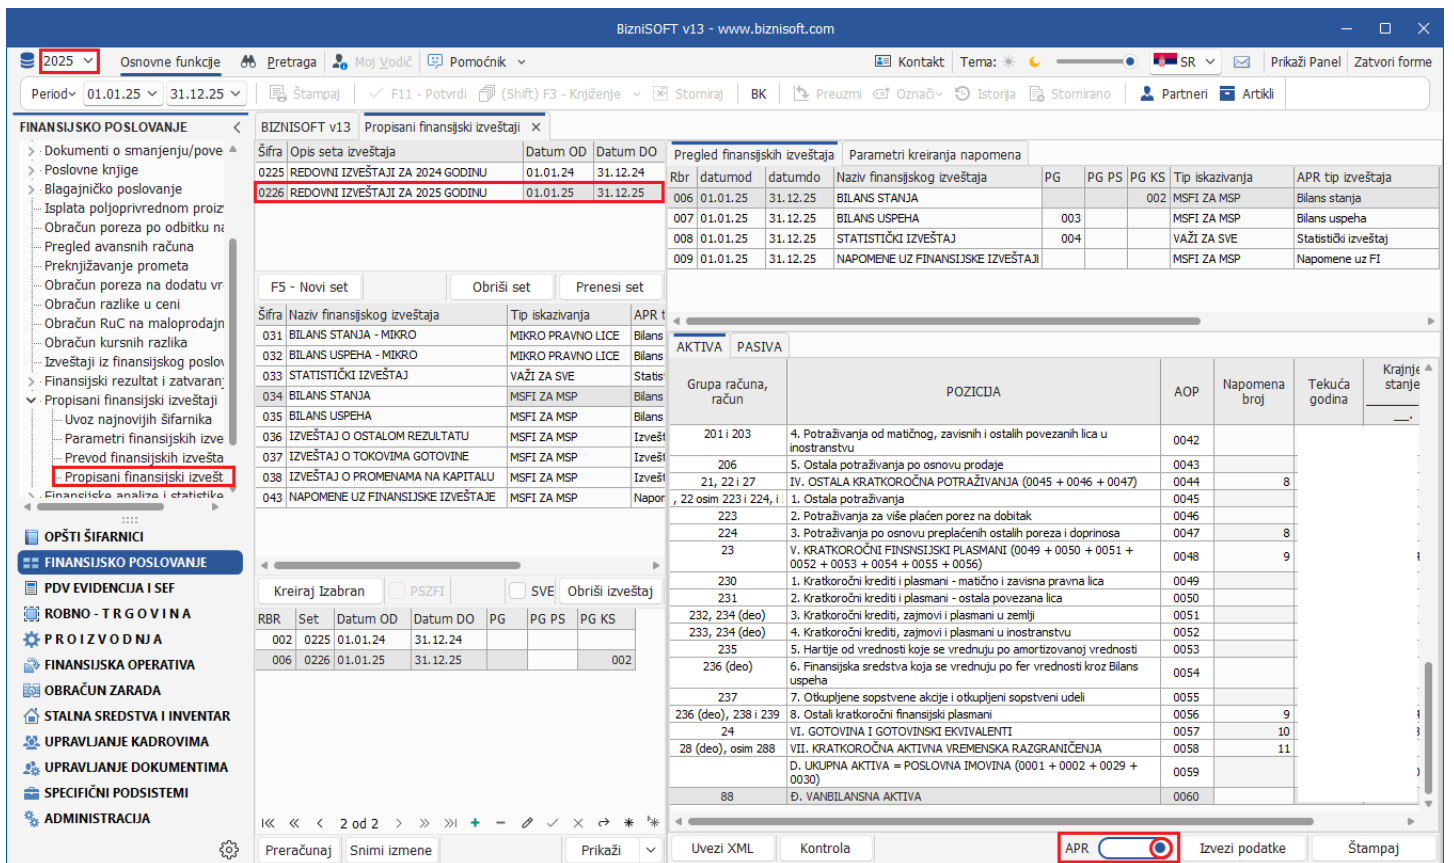 BizniSOFT v13 - www.biznisoft.com
2025 Osnovne funkcije Pretraga Moj Vodič Pomoćnik Kontakt Tema: SR Prikaži Panel Zatvori forme
Period 01.01.25 31.12.25 Štampaj F11 - Potvrdi (Shift) F3 - Knjiženje Storniraj BK Preuzmi Označi Istorija Stornirano Partneri Artikli
FINANSIJSKO POSLOVANJE
Dokumenti o smanjenju/pove
Poslovne knjige
Blagajničko poslovanje
Isplata poljoprivrednom proiz
Obračun poreza po odbitku na
Pregled avansnih računa
Preknjižavanje prometa
Obračun poreza na dodatu vr
Obračun razlike u ceni
Obračun RuC na maloprodajn
Obračun kursnih razlika
Izveštaji iz finansijskog poslov
Finansijski rezultat i zatvaran
Propisani finansijski izveštaji
Uvoz najnovijih šifarnika
Parametri finansijskih izve
Prevod finansijskih izvešta
Propisani finansijski izvešt
Finansijske analize i statistike
OPŠTI ŠIFARNICI
FINANSIJSKO POSLOVANJE
PDV EVIDENCIJA I SEF
ROBNO - T R G O V I N A
P R O I Z V O D NJ A
FINANSIJSKA OPERATIVA
OBRAČUN ZARADA
STALNA SREDSTVA I INVENTAR
UPRAVLJANJE KADROVIMA
UPRAVLJANJE DOKUMENTIMA
SPECIFIČNI PODSISTEMI
ADMINISTRACIJA
BIZNISOFT v13 Propisani finansijski izveštaji
Šifra Opis seta izveštaja Datum OD Datum DO
0225 REDOVNI IZVEŠTAJI ZA 2024 GODINU 01.01.24 31.12.24
0226 REDOVNI IZVEŠTAJI ZA 2025 GODINU 01.01.25 31.12.25
F5 - Novi set Obriši set Prenesi set
Šifra Naziv finansijskog izveštaja Tip iskazivanja APR t
031 BILANS STANJA - MIKRO MIKRO PRAVNO LICE Bilans
032 BILANS USPEHA - MIKRO MIKRO PRAVNO LICE Bilans
033 STATISTIČKI IZVEŠTAJ VAŽI ZA SVE Statis
034 BILANS STANJA MSFI ZA MSP Bilans
035 BILANS USPEHA MSFI ZA MSP Bilans
036 IZVEŠTAJ O OSTALOM REZULTATU MSFI ZA MSP Izvešt
037 IZVEŠTAJ O TOKOVIMA GOTOVINE MSFI ZA MSP Izvešt
038 IZVEŠTAJ O PROMENAMA NA KAPITALU MSFI ZA MSP Izvešt
043 NAPOMENE UZ FINANSIJSKE IZVEŠTAJE MSFI ZA MSP Napor
Kreiraj Izabran PSZFI SVE Obriši izveštaj
RBR Set Datum OD Datum DO PG PG PS PG KS
002 0225 01.01.24 31.12.24
006 0226 01.01.25 31.12.25 002
2 od 2
Preračunaj Snimi izmene Prikaži
Pregled finansijskih izveštaja Parametri kreiranja napomena
Rbr datumod datumdo Naziv finansijskog izveštaja PG PG PS PG KS Tip iskazivanja APR tip izveštaja
006 01.01.25 31.12.25 BILANS STANJA 002 MSFI ZA MSP Bilans stanja
007 01.01.25 31.12.25 BILANS USPEHA 003 MSFI ZA MSP Bilans uspeha
008 01.01.25 31.12.25 STATISTIČKI IZVEŠTAJ 004 VAŽI ZA SVE Statistički izveštaj
009 01.01.25 31.12.25 NAPOMENE UZ FINANSIJSKE IZVEŠTAJI MSFI ZA MSP Napomene uz FI
AKTIVA PASIVA
Grupa računa, račun POZICIJA AOP Napomena broj Tekuća godina Krajnje stanje
201 i 203 4. Potraživanja od matičnog, zavisnih i ostalih povezanih lica u inostranstvu 0042
206 5. Ostala potraživanja po osnovu prodaje 0043
21, 22 i 27 IV. OSTALA KRATKOROČNA POTRAŽIVANJA (0045 + 0046 + 0047) 0044 8
, 22 osim 223 i 224, i 1. Ostala potraživanja 0045
223 2. Potraživanja za više plaćen porez na dobitak 0046
224 3. Potraživanja po osnovu preplaćenih ostalih poreza i doprinosa 0047 8
23 V. KRATKOROČNI FINSNSIJSKI PLASMANI (0049 + 0050 + 0051 + 0052 + 0053 + 0054 + 0055 + 0056) 0048 9
230 1. Kratkoročni krediti i plasmani - matično i zavisna pravna lica 0049
231 2. Kratkoročni krediti i plasmani - ostala povezana lica 0050
232, 234 (deo) 3. Kratkoročni krediti, zajmovi i plasmani u zemlji 0051
233, 234 (deo) 4. Kratkoročni krediti, zajmovi i plasmani u inostranstvu 0052
235 5. Hartije od vrednosti koje se vrednuju po amortizovanoj vrednosti 0053
236 (deo) 6. Finansijska sredstva koja se vrednuju po fer vrednosti kroz Bilans uspeha 0054
237 7. Otkupljene sopstvene akcije i otkupljeni sopstveni udeli 0055
236 (deo), 238 i 239 8. Ostali kratkoročni finansijski plasmani 0056 9
24 VI. GOTOVINA I GOTOVINSKI EKVIVALENTI 0057 10
28 (deo), osim 288 VII. KRATKOROČNA AKTIVNA VREMENSKA RAZGRANIČENJA 0058 11
D. UKUPNA AKTIVA = POSLOVNA IMOVINA (0001 + 0002 + 0029 + 0030) 0059
88 Đ. VANBILANSNA AKTIVA 0060
Uvezi XML Kontrola APR Izvezi podatke Štampaj